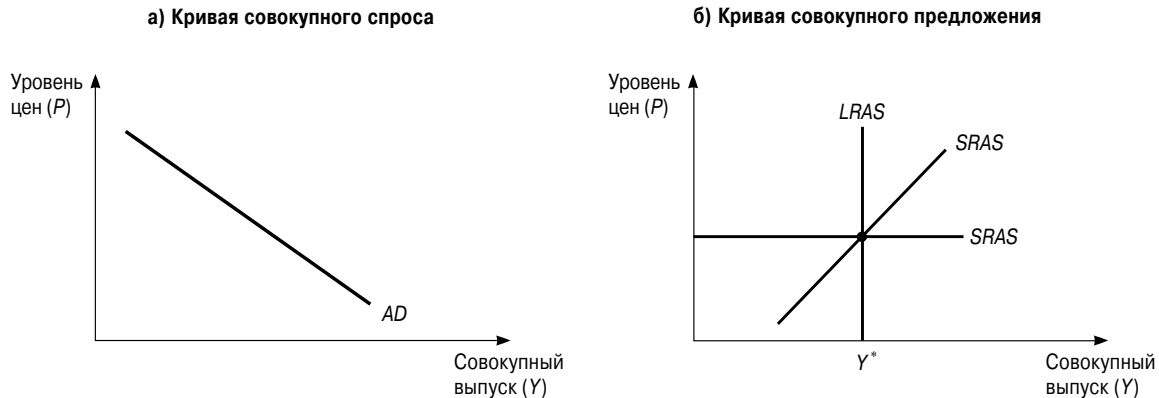 а) Кривая совокупного спроса
Уровень
цен (P)
AD
Совокупный
выпуск (Y)
б) Кривая совокупного предложения
Уровень
цен (P)
LRAS
SRAS
SRAS
Y*
Совокупный
выпуск (Y)